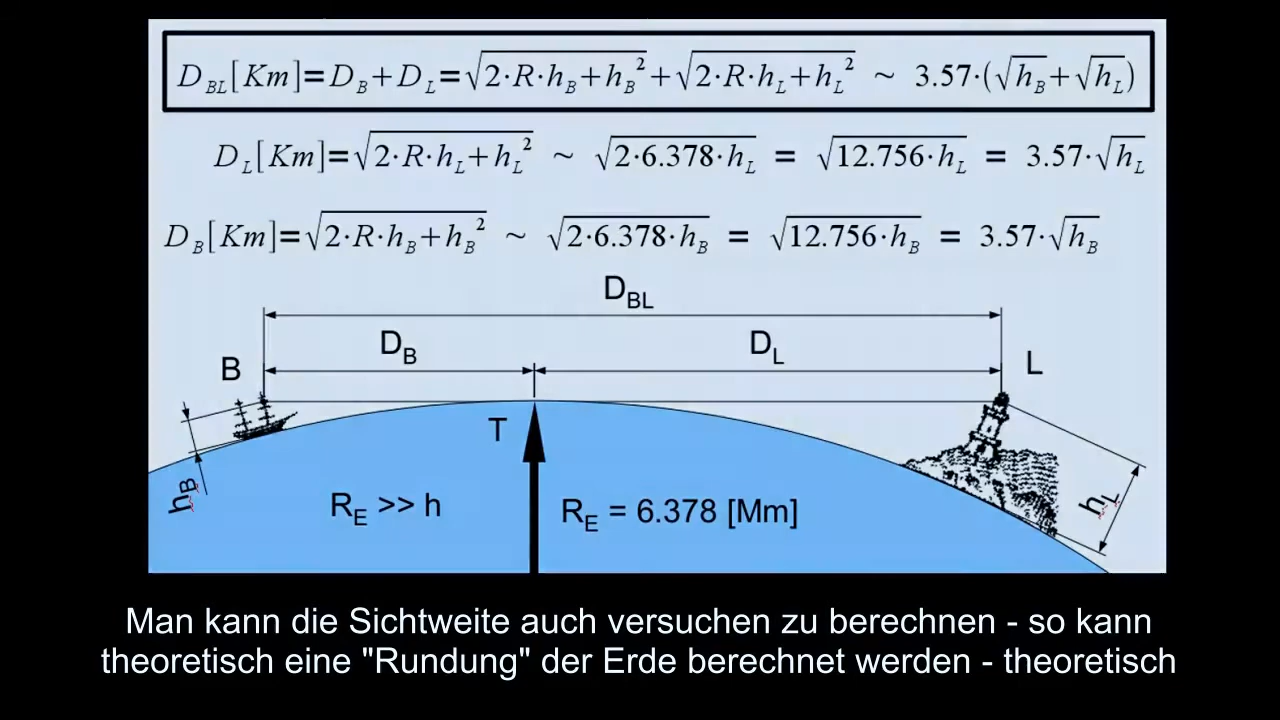 D_BL[Km]=D_B+D_L=√(2·R·h_B+h_B²)+√(2·R·h_L+h_L²) ~ 3.57·(√h_B+√h_L)
D_L[Km]=√(2·R·h_L+h_L²) ~ √(2·6.378·h_L) = √(12.756·h_L) = 3.57·√h_L
D_B[Km]=√(2·R·h_B+h_B²) ~ √(2·6.378·h_B) = √(12.756·h_B) = 3.57·√h_B
D_BL
D_B
D_L
B
L
T
h_B
R_E >> h
R_E = 6.378 [Mm]
h_L
Man kann die Sichtweite auch versuchen zu berechnen - so kann
theoretisch eine "Rundung" der Erde berechnet werden - theoretisch